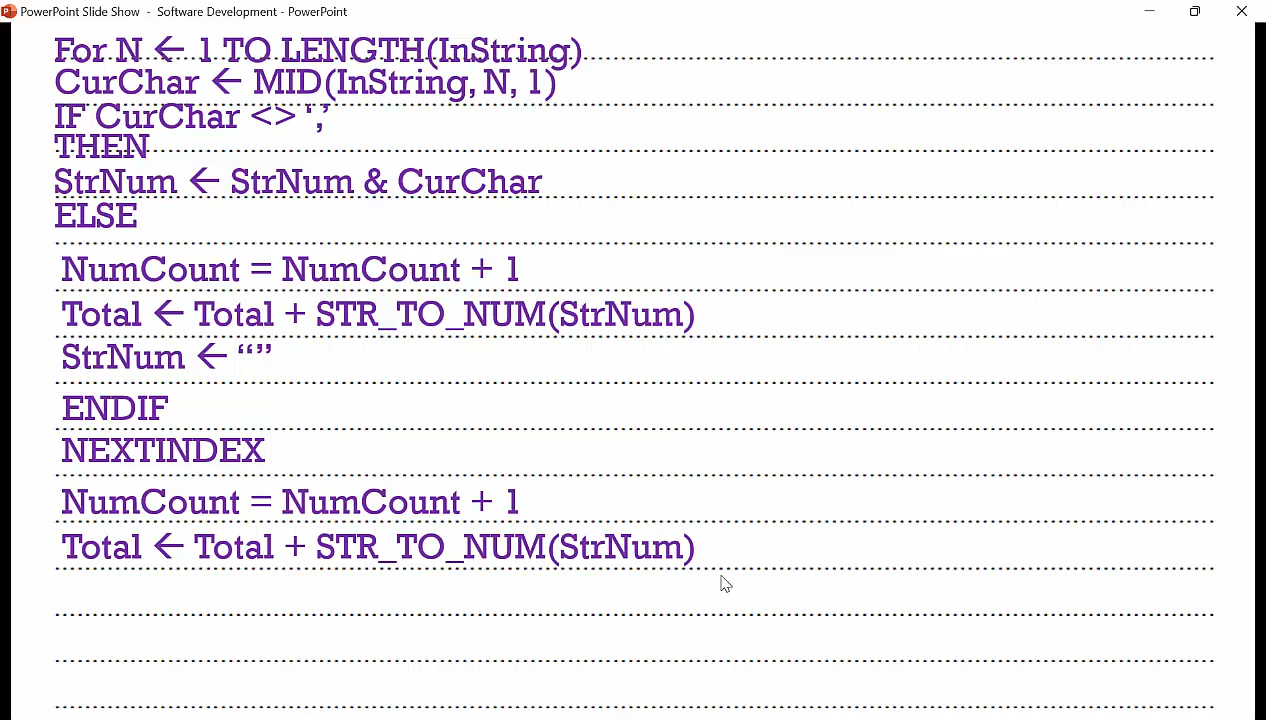 PowerPoint Slide Show - Software Development - PowerPoint
For N ← 1 TO LENGTH(InString)
CurChar ← MID(InString, N, 1)
IF CurChar <> ‘,’
THEN
StrNum ← StrNum & CurChar
ELSE
NumCount = NumCount + 1
Total ← Total + STR_TO_NUM(StrNum)
StrNum ← “”
ENDIF
NEXTINDEX
NumCount = NumCount + 1
Total ← Total + STR_TO_NUM(StrNum)